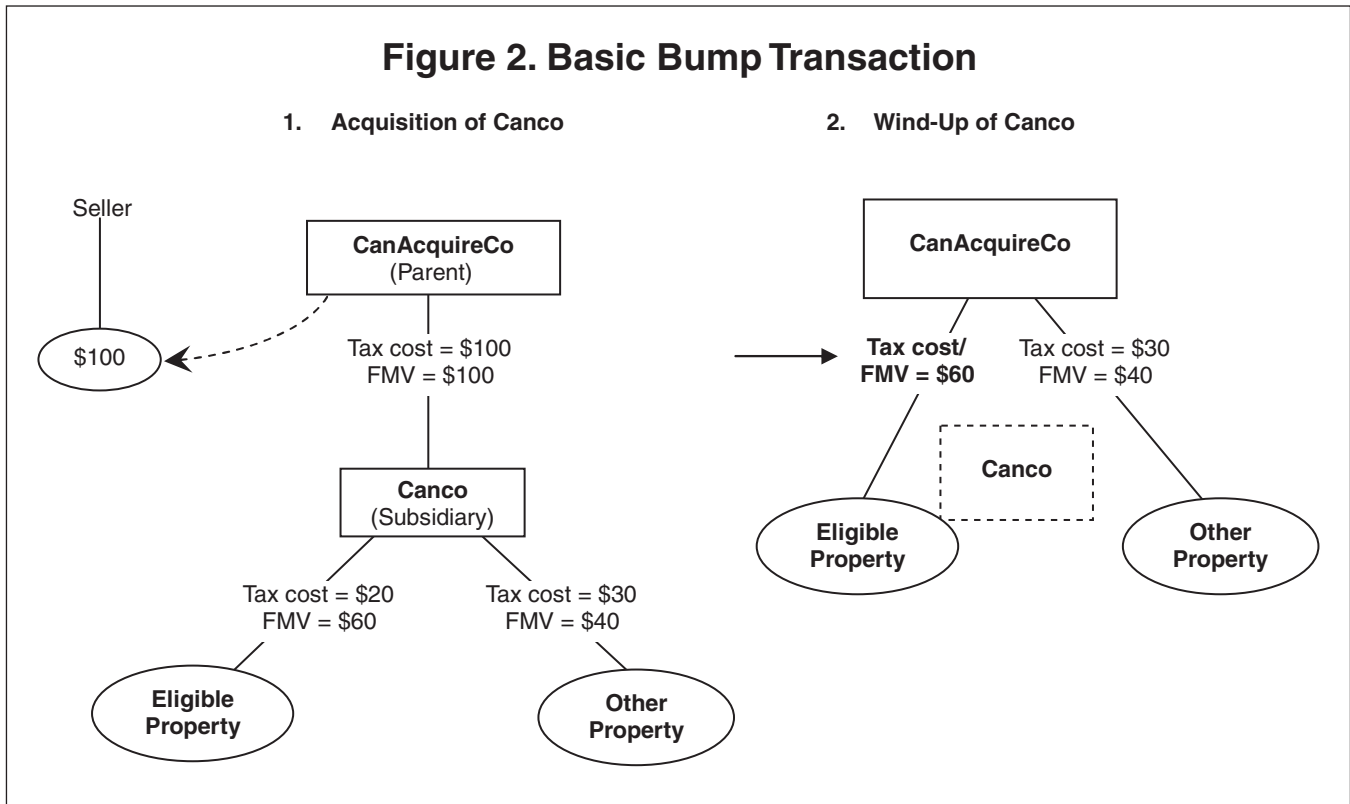 Figure 2. Basic Bump Transaction
1. Acquisition of Canco
Seller
CanAcquireCo
(Parent)
$100
Tax cost = $100
FMV = $100
Canco
(Subsidiary)
Tax cost = $20
FMV = $60
Tax cost = $30
FMV = $40
Eligible
Property
Other
Property
2. Wind-Up of Canco
CanAcquireCo
Tax cost/
FMV = $60
Tax cost = $30
FMV = $40
Canco
Eligible
Property
Other
Property